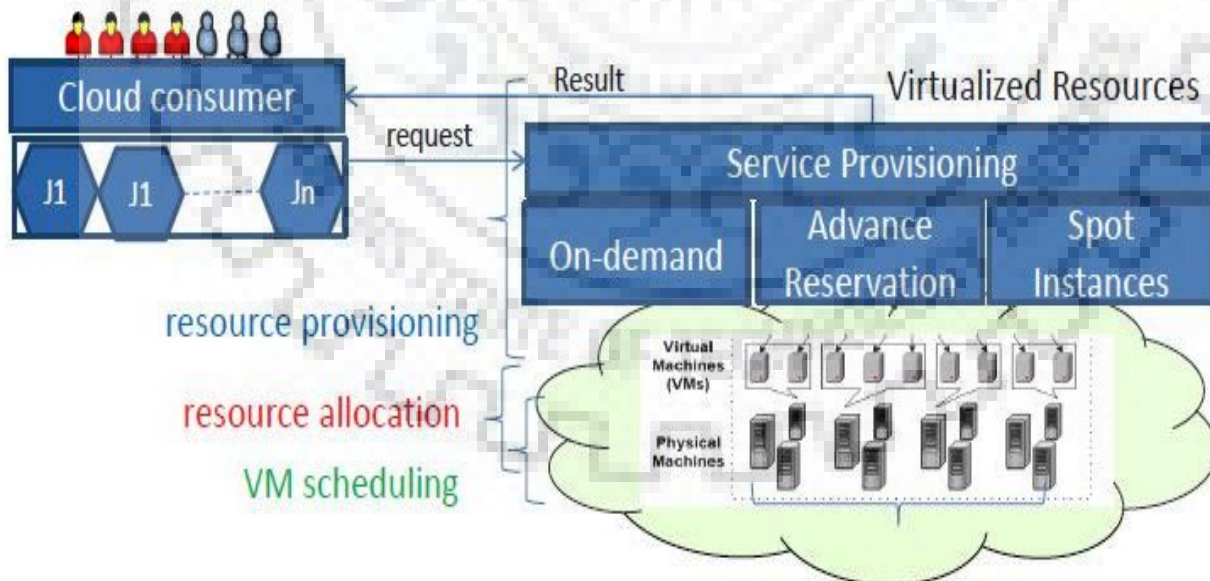 Result
Virtualized Resources
Cloud consumer
request
Service Provisioning
J1
J1
Jn
On-demand
Advance
Reservation
Spot
Instances
resource provisioning
Virtual
Machines
(VMs)
resource allocation
Physical
Machines
VM scheduling